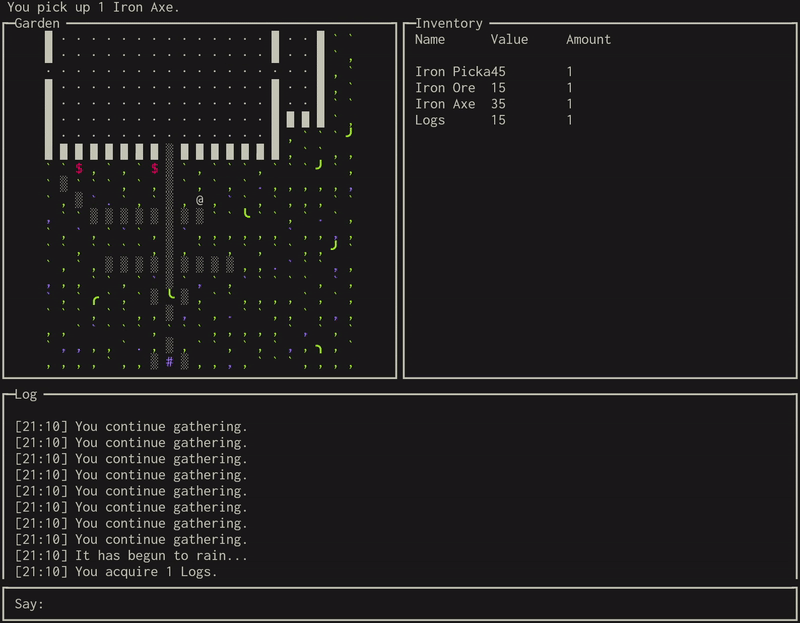 You pick up 1 Iron Axe.
Garden
Inventory
Name Value Amount
Iron Picka45 1
Iron Ore 15 1
Iron Axe 35 1
Logs 15 1
Log
[21:10] You continue gathering.
[21:10] You continue gathering.
[21:10] You continue gathering.
[21:10] You continue gathering.
[21:10] You continue gathering.
[21:10] You continue gathering.
[21:10] You continue gathering.
[21:10] You continue gathering.
[21:10] It has begun to rain...
[21:10] You acquire 1 Logs.
Say: